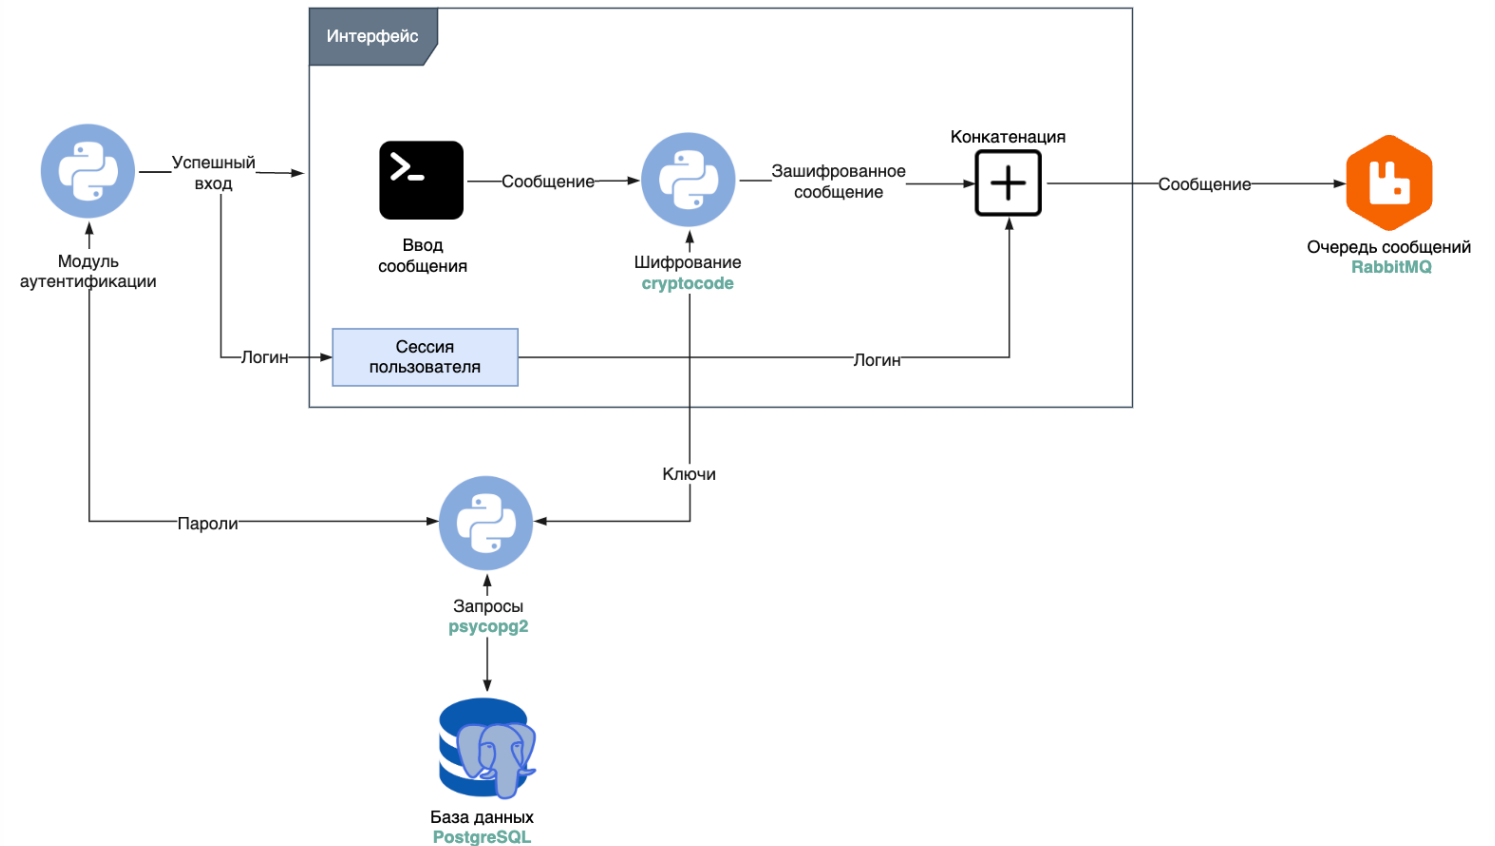 Интерфейс
Конкатенация
Успешный
вход
Сообщение
Зашифрованное
сообщение
Сообщение
Ввод
сообщения
Шифрование
cryptocode
Очередь сообщений
RabbitMQ
Модуль
аутентификации
Логин
Сессия
пользователя
Логин
Ключи
Пароли
Запросы
psycopg2
База данных
PostgreSQL